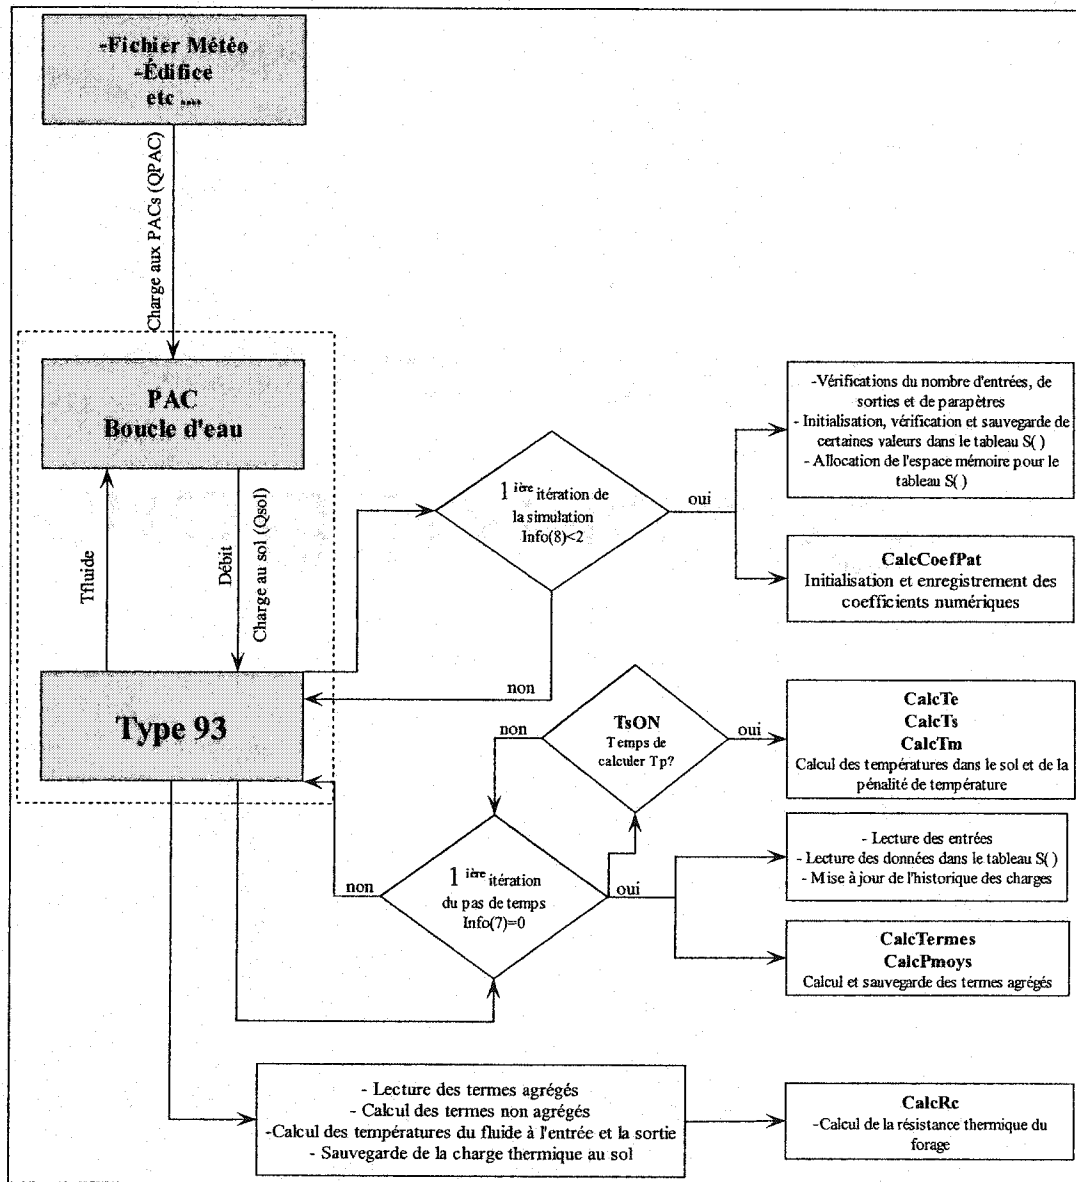 -Fichier Météo
-Édifice
etc ....
Charge aux PACs (QPAC)
PAC
Boucle d'eau
Tfluide
Débit
Charge au sol (Qsol)
Type 93
1 ière itération de
la simulation
Info(8)<2
oui
non
-Vérifications du nombre d'entrées, de
sorties et de parapètres
- Initialisation, vérification et sauvegarde de
certaines valeurs dans le tableau S( )
- Allocation de l'espace mémoire pour le
tableau S( )
CalcCoefPat
Initialisation et enregistrement des
coefficients numériques
TsON
Temps de
calculer Tp?
non
oui
CalcTe
CalcTs
CalcTm
Calcul des températures dans le sol et de la
pénalité de température
1 ière itération
du pas de temps
Info(7)=0
non
oui
- Lecture des entrées
- Lecture des données dans le tableau S()
- Mise à jour de l'historique des charges
CalcTermes
CalcPmoys
Calcul et sauvegarde des termes agrégés
- Lecture des termes agrégés
- Calcul des termes non agrégés
-Calcul des températures du fluide à l'entrée et la sortie
- Sauvegarde de la charge thermique au sol
CalcRc
-Calcul de la résistance thermique du
forage